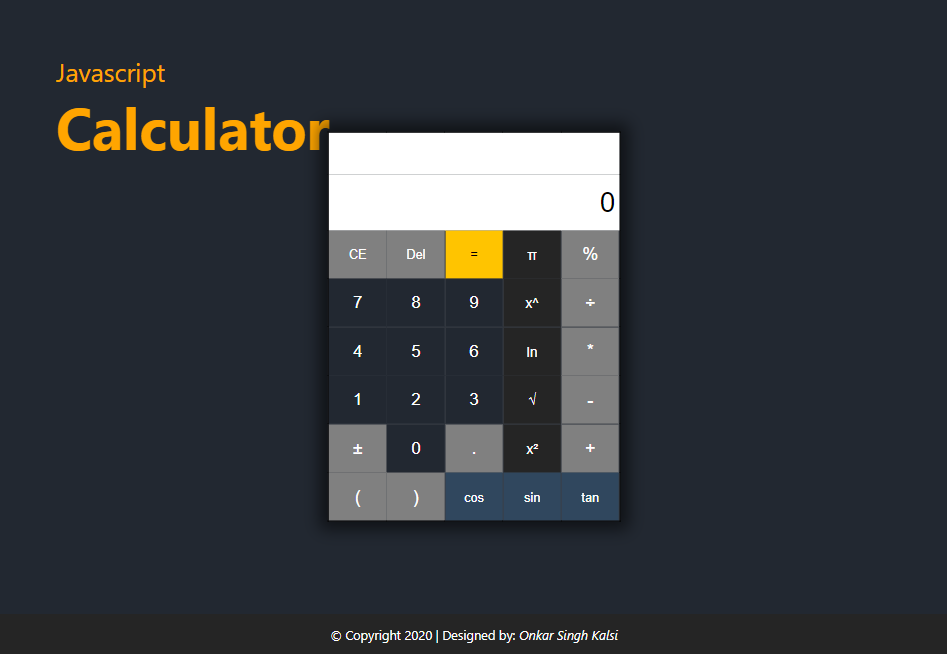 Javascript
Calculator
0
CE Del = π %
7 8 9 x^ ÷
4 5 6 ln *
1 2 3 √ -
± 0 . x² +
( ) cos sin tan
© Copyright 2020 | Designed by: Onkar Singh Kalsi